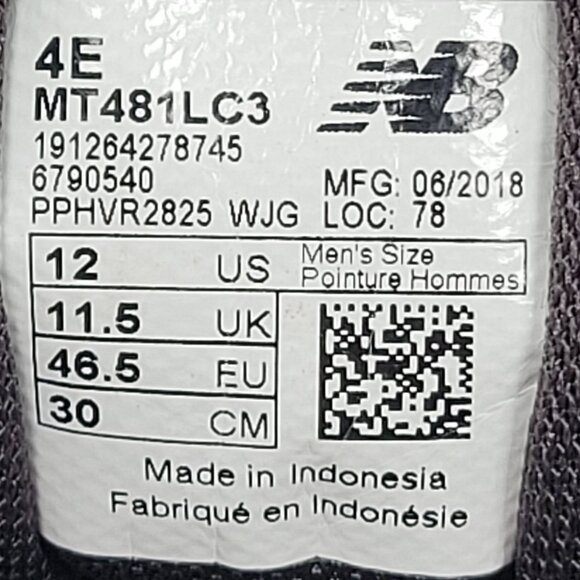 4E
NB
MT481LC3
191264278745
6790540 MFG: 06/2018
PPHVR2825 WJG LOC: 78
12 US Men's Size
Pointure Hommes
11.5 UK
46.5 EU
30 CM
Made in Indonesia
Fabriqué en Indonésie